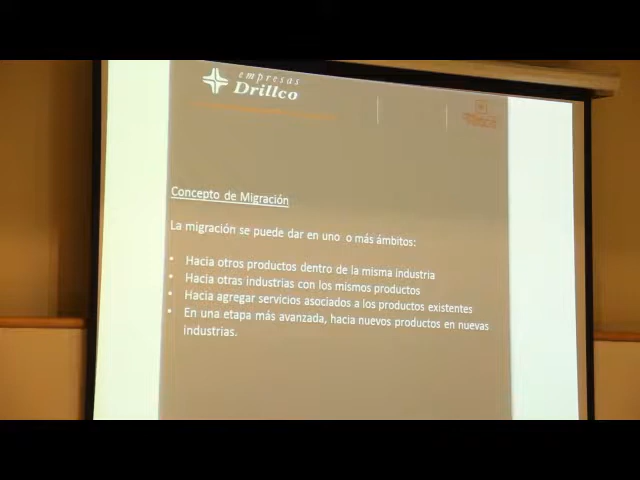 empresas
Drillco
Concepto de Migración
La migración se puede dar en uno o más ámbitos:
• Hacia otros productos dentro de la misma industria
• Hacia otras industrias con los mismos productos
Hacia agregar servicios asociados a los productos existentes
• En una etapa más avanzada, hacia nuevos productos en nuevas
industrias.